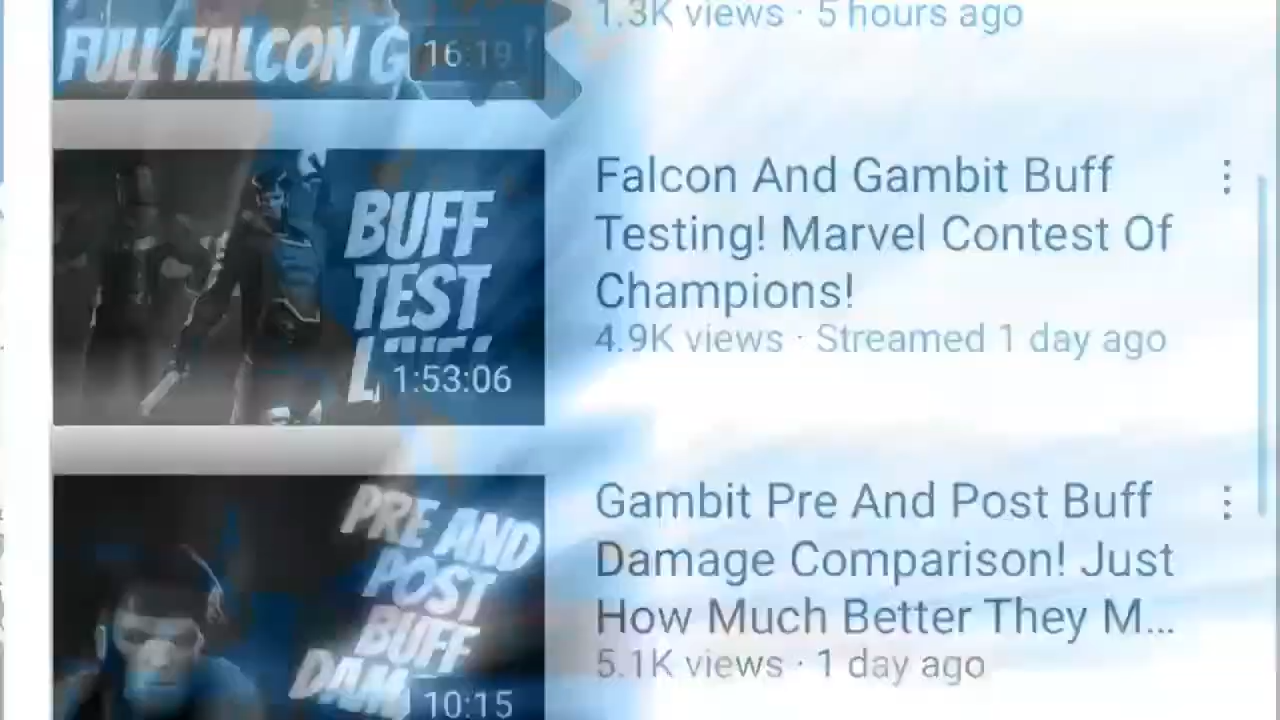 1.3K views · 5 hours ago
FULL FALCON G
16:19
BUFF
TEST
1:53:06
Falcon And Gambit Buff
Testing! Marvel Contest Of
Champions!
4.9K views · Streamed 1 day ago
PRE AND
POST
BUFF
10:15
Gambit Pre And Post Buff
Damage Comparison! Just
How Much Better They M...
5.1K views · 1 day ago